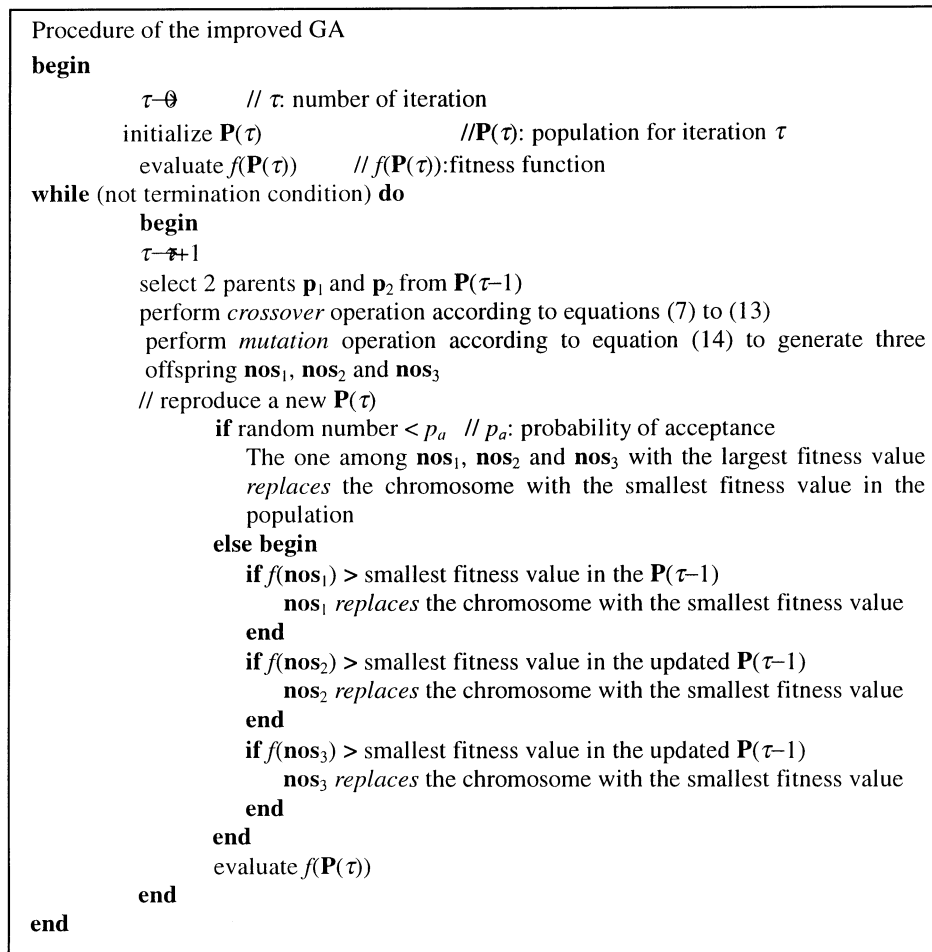 Procedure of the improved GA
begin
τ→0 // τ: number of iteration
initialize P(τ) //P(τ): population for iteration τ
evaluate f(P(τ)) // f(P(τ)):fitness function
while (not termination condition) do
begin
τ→τ+1
select 2 parents p₁ and p₂ from P(τ–1)
perform crossover operation according to equations (7) to (13)
perform mutation operation according to equation (14) to generate three
offspring nos₁, nos₂ and nos₃
// reproduce a new P(τ)
if random number < pₐ // pₐ: probability of acceptance
The one among nos₁, nos₂ and nos₃ with the largest fitness value
replaces the chromosome with the smallest fitness value in the
population
else begin
if f(nos₁) > smallest fitness value in the P(τ–1)
nos₁ replaces the chromosome with the smallest fitness value
end
if f(nos₂) > smallest fitness value in the updated P(τ–1)
nos₂ replaces the chromosome with the smallest fitness value
end
if f(nos₃) > smallest fitness value in the updated P(τ–1)
nos₃ replaces the chromosome with the smallest fitness value
end
end
evaluate f(P(τ))
end
end